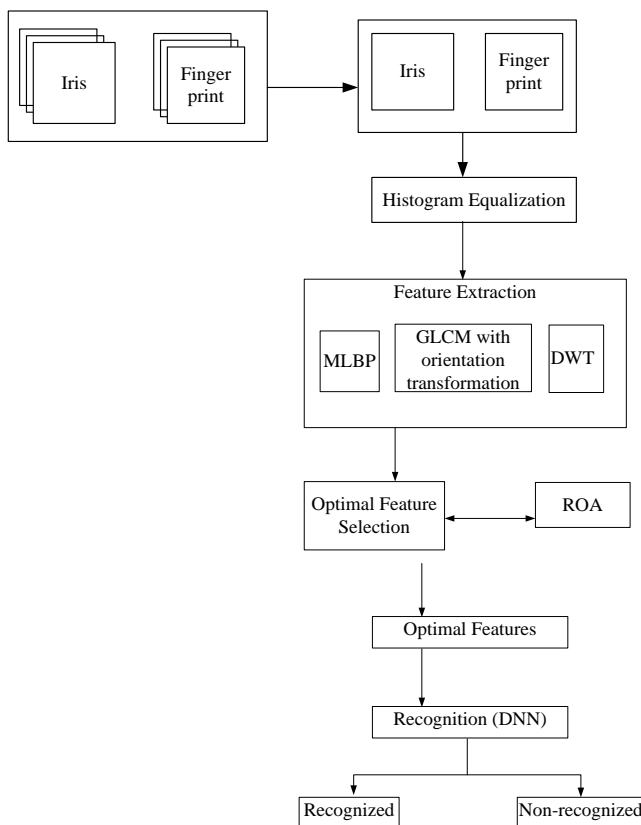 Iris
Finger
print
Iris
Finger
print
Histogram Equalization
Feature Extraction
MLBP
GLCM with
orientation
transformation
DWT
Optimal Feature
Selection
ROA
Optimal Features
Recognition (DNN)
Recognized
Non-recognized